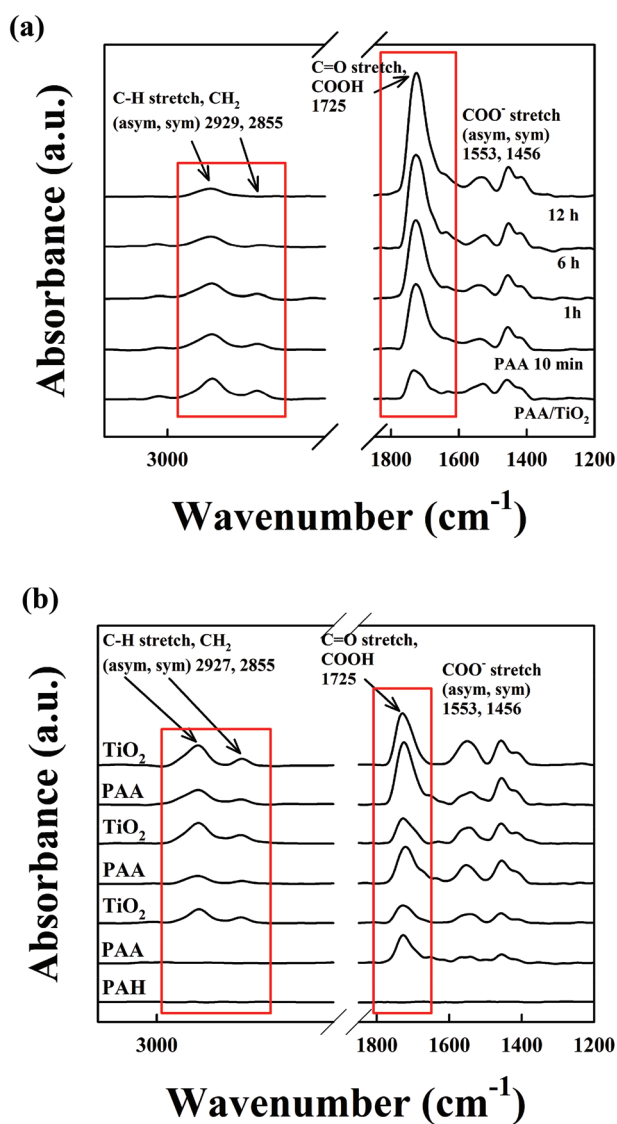 (a)
Absorbance (a.u.)
C-H stretch, CH2
(asym, sym) 2929, 2855
C=O stretch,
COOH
1725
COO- stretch
(asym, sym)
1553, 1456
12 h
6 h
1h
PAA 10 min
PAA/TiO2
3000
1800
1600
1400
1200
Wavenumber (cm-1)
(b)
Absorbance (a.u.)
C-H stretch, CH2
(asym, sym) 2927, 2855
C=O stretch,
COOH
1725
COO- stretch
(asym, sym)
1553, 1456
TiO2
PAA
TiO2
PAA
TiO2
PAA
PAH
3000
1800
1600
1400
1200
Wavenumber (cm-1)